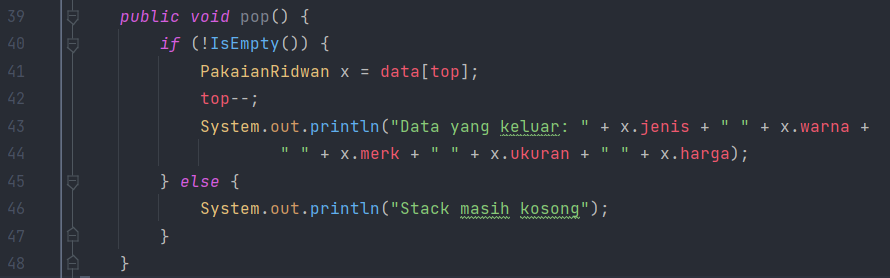 39 public void pop() {
40 if (!IsEmpty()) {
41 PakaianRidwan x = data[top];
42 top--;
43 System.out.println("Data yang keluar: " + x.jenis + " " + x.warna +
44 " " + x.merk + " " + x.ukuran + " " + x.harga);
45 } else {
46 System.out.println("Stack masih kosong");
47 }
48 }